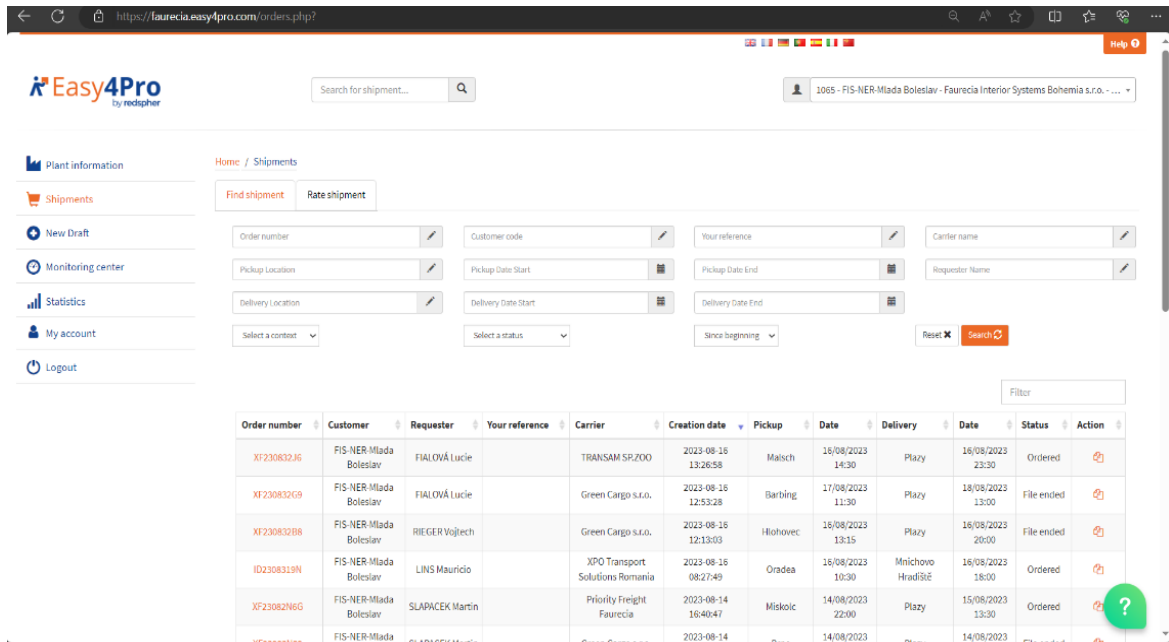 https://faurecia.easy4pro.com/orders.php?
Help ?
Easy4Pro
by redspher
Search for shipment...
1065 - FIS-NER-Mlada Boleslav - Faurecia Interior Systems Bohemia s.r.o. - ...
Plant information
Shipments
New Draft
Monitoring center
Statistics
My account
Logout
Home / Shipments
Find shipment Rate shipment
Order number Customer code Your reference Carrier name
Pickup Location Pickup Date Start Pickup Date End Requester Name
Delivery Location Delivery Date Start Delivery Date End
Select a context Select a status Since beginning Reset Search
Filter
Order number Customer Requester Your reference Carrier Creation date Pickup Date Delivery Date Status Action
XF230832J6 FIS-NER-Mlada Boleslav FIALOVÁ Lucie TRANSAM SP.ZOO 2023-08-16 13:26:58 Malsch 16/08/2023 14:30 Plazy 16/08/2023 23:30 Ordered
XF230832G9 FIS-NER-Mlada Boleslav FIALOVÁ Lucie Green Cargo s.r.o. 2023-08-16 12:53:28 Barbing 17/08/2023 11:30 Plazy 18/08/2023 13:00 File ended
XF230832B8 FIS-NER-Mlada Boleslav RIEGER Vojtech Green Cargo s.r.o. 2023-08-16 12:13:03 Hlohovec 16/08/2023 13:15 Plazy 16/08/2023 20:00 File ended
ID2308319N FIS-NER-Mlada Boleslav LINS Mauricio XPO Transport Solutions Romania 2023-08-16 08:27:49 Oradea 16/08/2023 10:30 Mnichovo Hradiště 16/08/2023 18:00 Ordered
XF23082N6G FIS-NER-Mlada Boleslav SLAPACEK Martin Priority Freight Faurecia 2023-08-14 16:40:47 Miskolc 14/08/2023 22:00 Plazy 15/08/2023 13:30 Ordered
FIS-NER-Mlada 2023-08-14 14/08/2023 14/08/2023
?